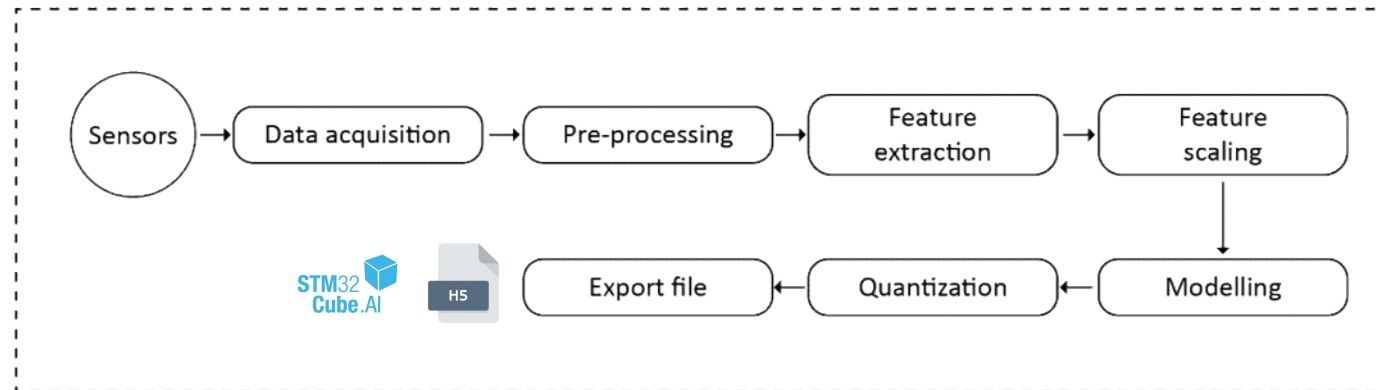 Sensors
Data acquisition
Pre-processing
Feature
extraction
Feature
scaling
STM32
Cube.AI
H5
Export file
Quantization
Modelling